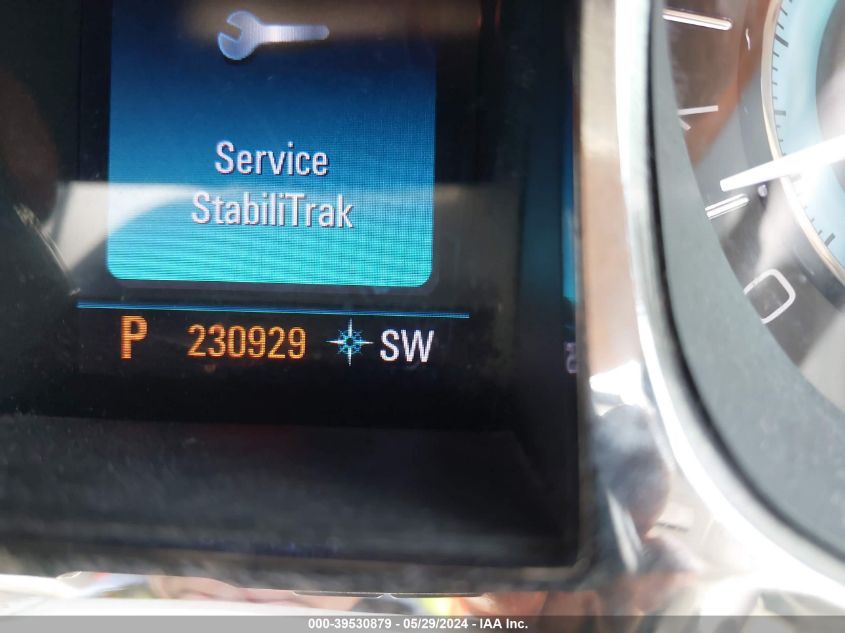 Service
StabiliTrak
P 230929 SW
000-39530879 - 05/29/2024 - IAA Inc.